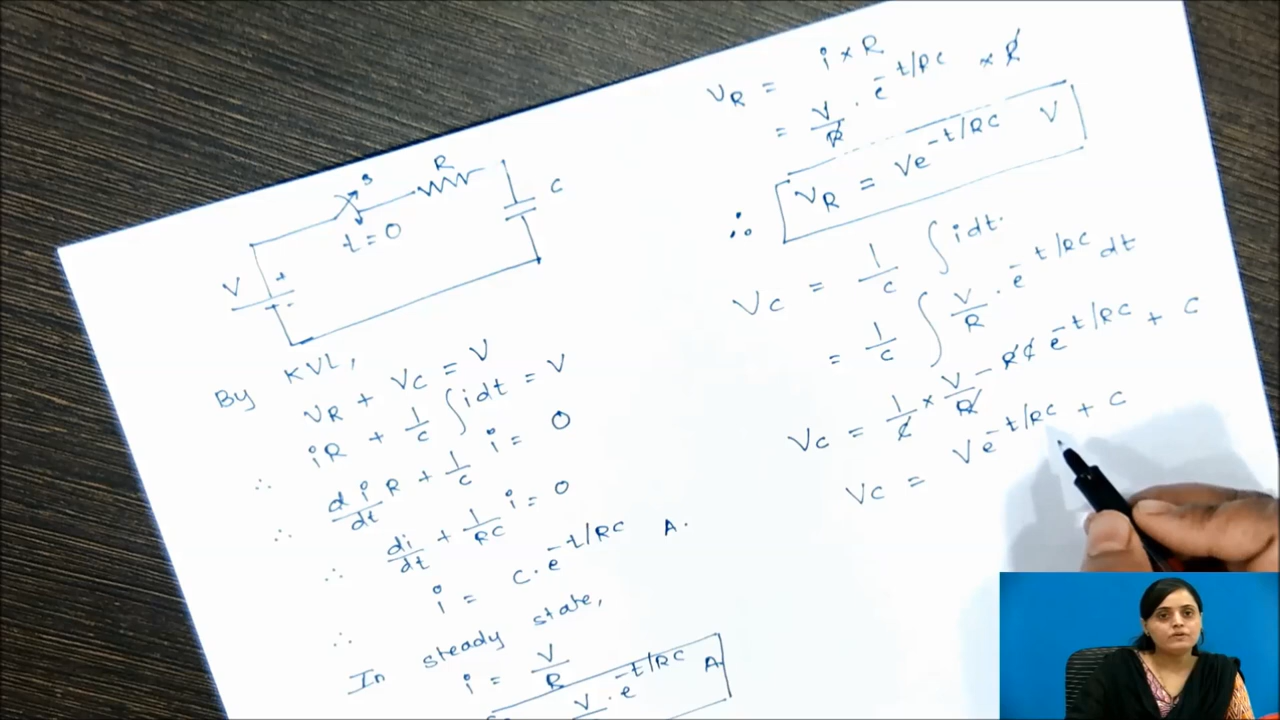 S
R
C
t = 0
V
+
-
By KVL,
VR + VC = V
iR + 1/c ∫ idt = V
∴ di/dt R + 1/c i = 0
∴ di/dt + 1/RC i = 0
∴ i = C · e^-t/RC A.
∴ In steady state,
i = V/R
V · e^-t/RC A
VR = i × R
= V/R · e^-t/RC × R
∴ VR = Ve^-t/RC V
VC = 1/c ∫ idt.
= 1/c ∫ V/R · e^-t/RC dt
VC = 1/C × V/R - RC e^-t/RC + C
VC = Ve^-t/RC + C